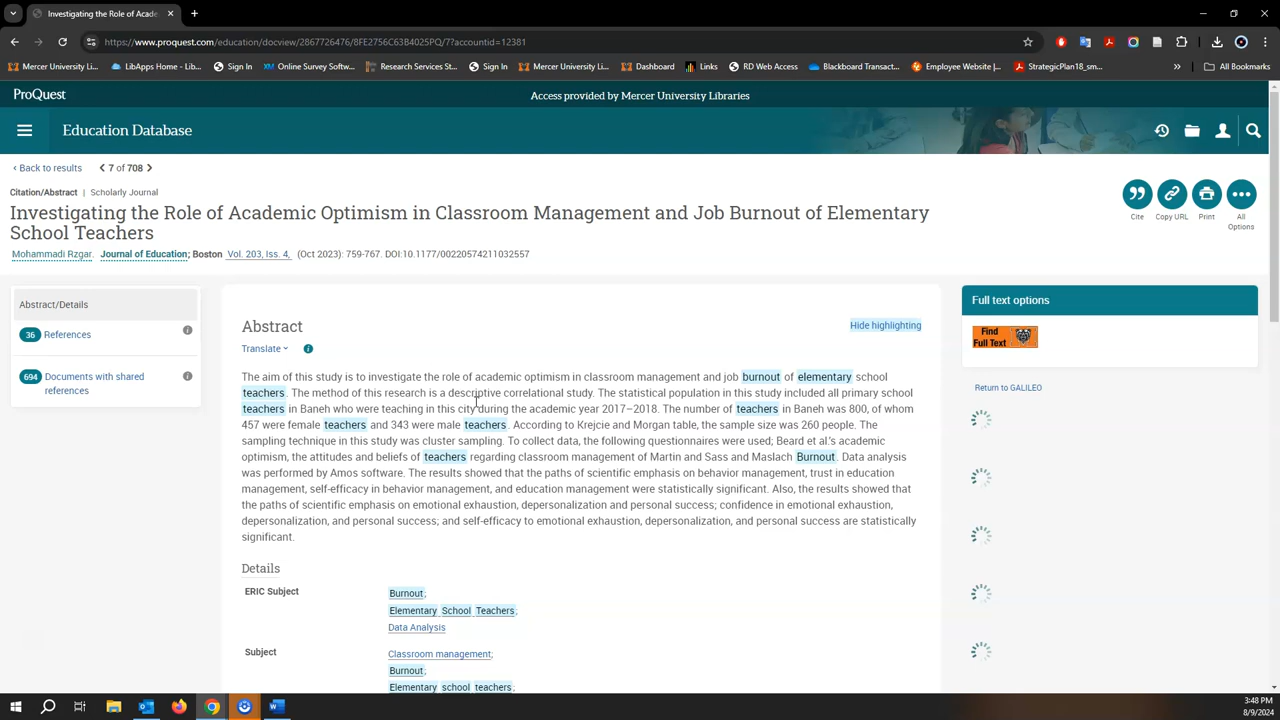 Investigating the Role of Acade
https://www.proquest.com/education/docview/2867726476/8FE2756C63B4025PQ/7?accountid=12381
Mercer University Li...
LibApps Home - Lib...
Sign In
Online Survey Softw...
Research Services St...
Sign In
Mercer University Li...
Dashboard
Links
RD Web Access
Blackboard Transact...
Employee Website |...
StrategicPlan18_sm...
»
All Bookmarks
ProQuest
Access provided by Mercer University Libraries
Education Database
‹ Back to results
7 of 708
Citation/Abstract | Scholarly Journal
Investigating the Role of Academic Optimism in Classroom Management and Job Burnout of Elementary
School Teachers
Mohammadi Rzgar. Journal of Education; Boston Vol. 203, Iss. 4, (Oct 2023): 759-767. DOI:10.1177/00220574211032557
Cite
Copy URL
Print
All
Options
Abstract/Details
36 References
694 Documents with shared
references
Abstract
Hide highlighting
Translate
The aim of this study is to investigate the role of academic optimism in classroom management and job burnout of elementary school
teachers. The method of this research is a descriptive correlational study. The statistical population in this study included all primary school
teachers in Baneh who were teaching in this city during the academic year 2017–2018. The number of teachers in Baneh was 800, of whom
457 were female teachers and 343 were male teachers. According to Krejcie and Morgan table, the sample size was 260 people. The
sampling technique in this study was cluster sampling. To collect data, the following questionnaires were used; Beard et al.'s academic
optimism, the attitudes and beliefs of teachers regarding classroom management of Martin and Sass and Maslach Burnout. Data analysis
was performed by Amos software. The results showed that the paths of scientific emphasis on behavior management, trust in education
management, self-efficacy in behavior management, and education management were statistically significant. Also, the results showed that
the paths of scientific emphasis on emotional exhaustion, depersonalization and personal success; confidence in emotional exhaustion,
depersonalization, and personal success; and self-efficacy to emotional exhaustion, depersonalization, and personal success are statistically
significant.
Details
ERIC Subject
Burnout;
Elementary School Teachers;
Data Analysis
Subject
Classroom management;
Burnout;
Elementary school teachers;
Full text options
Find
Full Text
Return to GALILEO
3:48 PM
8/9/2024